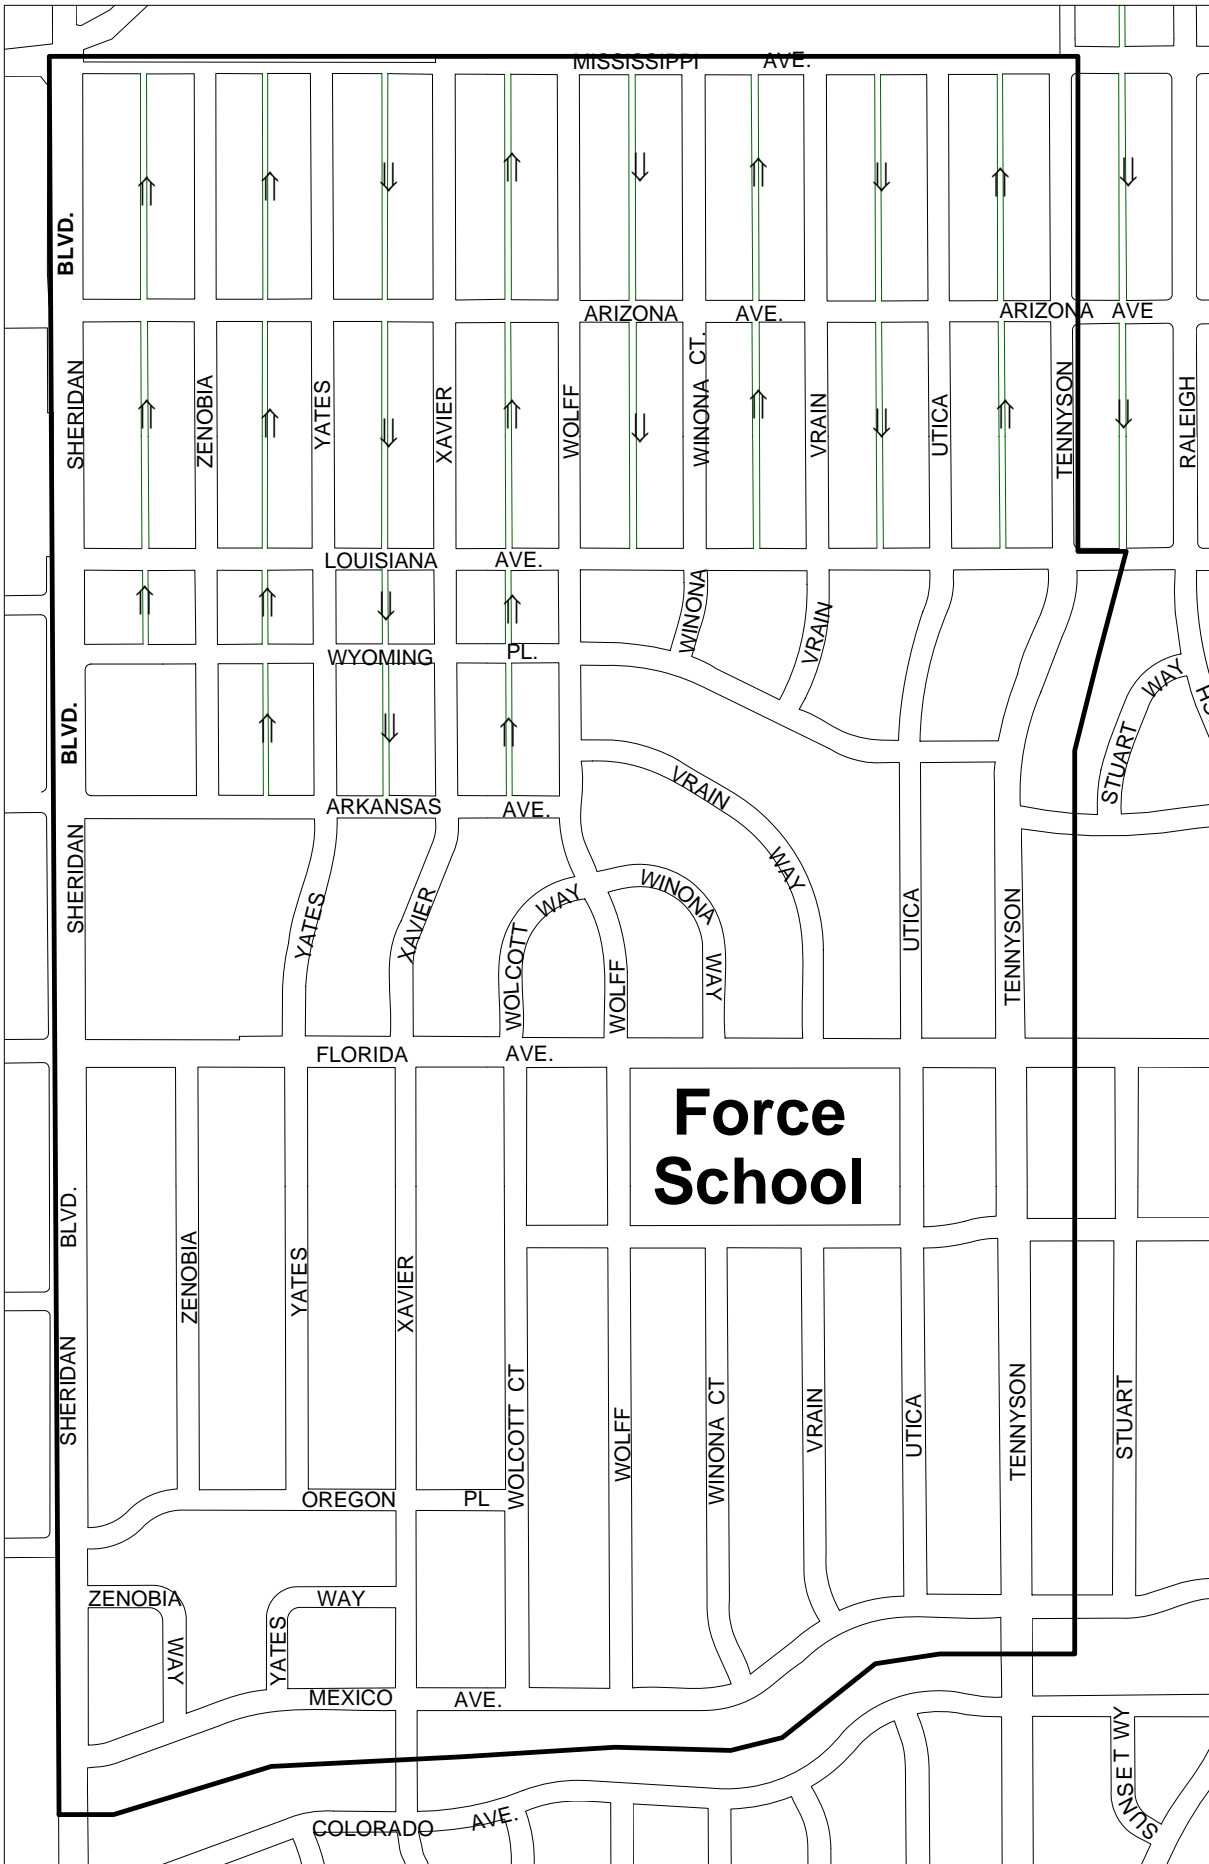 MISSISSIPPI AVE.
BLVD.
ARIZONA AVE. ARIZONA AVE
SHERIDAN
ZENOBIA
YATES
XAVIER
WOLFF
WINONA CT.
VRAIN
UTICA
TENNYSON
RALEIGH
LOUISIANA AVE.
WINONA
VRAIN
WYOMING PL.
WAY
STUART
BLVD.
VRAIN
WAY
ARKANSAS AVE.
SHERIDAN
YATES
XAVIER
WOLCOTT
WAY
WOLFF
WINONA
WAY
UTICA
TENNYSON
FLORIDA AVE.
Force
School
BLVD.
ZENOBIA
YATES
XAVIER
SHERIDAN
WOLCOTT CT
WOLFF
WINONA CT
VRAIN
UTICA
TENNYSON
STUART
OREGON PL
ZENOBIA
WAY
YATES
WAY
MEXICO AVE.
SUNSET WY
COLORADO AVE.